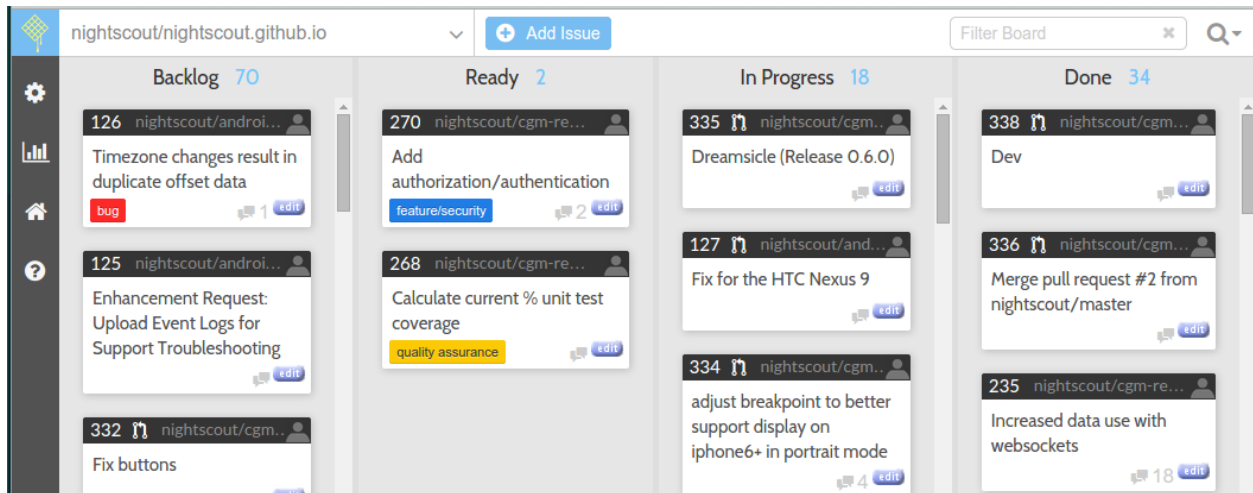 nightscout/nightscout.github.io
Add Issue
Filter Board
Backlog 70
126 nightscout/androi...
Timezone changes result in
duplicate offset data
bug
1 edit
125 nightscout/androi...
Enhancement Request:
Upload Event Logs for
Support Troubleshooting
edit
332 nightscout/cgm..
Fix buttons
edit
Ready 2
270 nightscout/cgm-re...
Add
authorization/authentication
feature/security
2 edit
268 nightscout/cgm-re...
Calculate current % unit test
coverage
quality assurance
edit
In Progress 18
335 nightscout/cgm..
Dreamsicle (Release 0.6.0)
edit
127 nightscout/and...
Fix for the HTC Nexus 9
edit
334 nightscout/cgm..
adjust breakpoint to better
support display on
iphone6+ in portrait mode
4 edit
Done 34
338 nightscout/cgm...
Dev
edit
336 nightscout/cgm...
Merge pull request #2 from
nightscout/master
edit
235 nightscout/cgm-re...
Increased data use with
websockets
18 edit